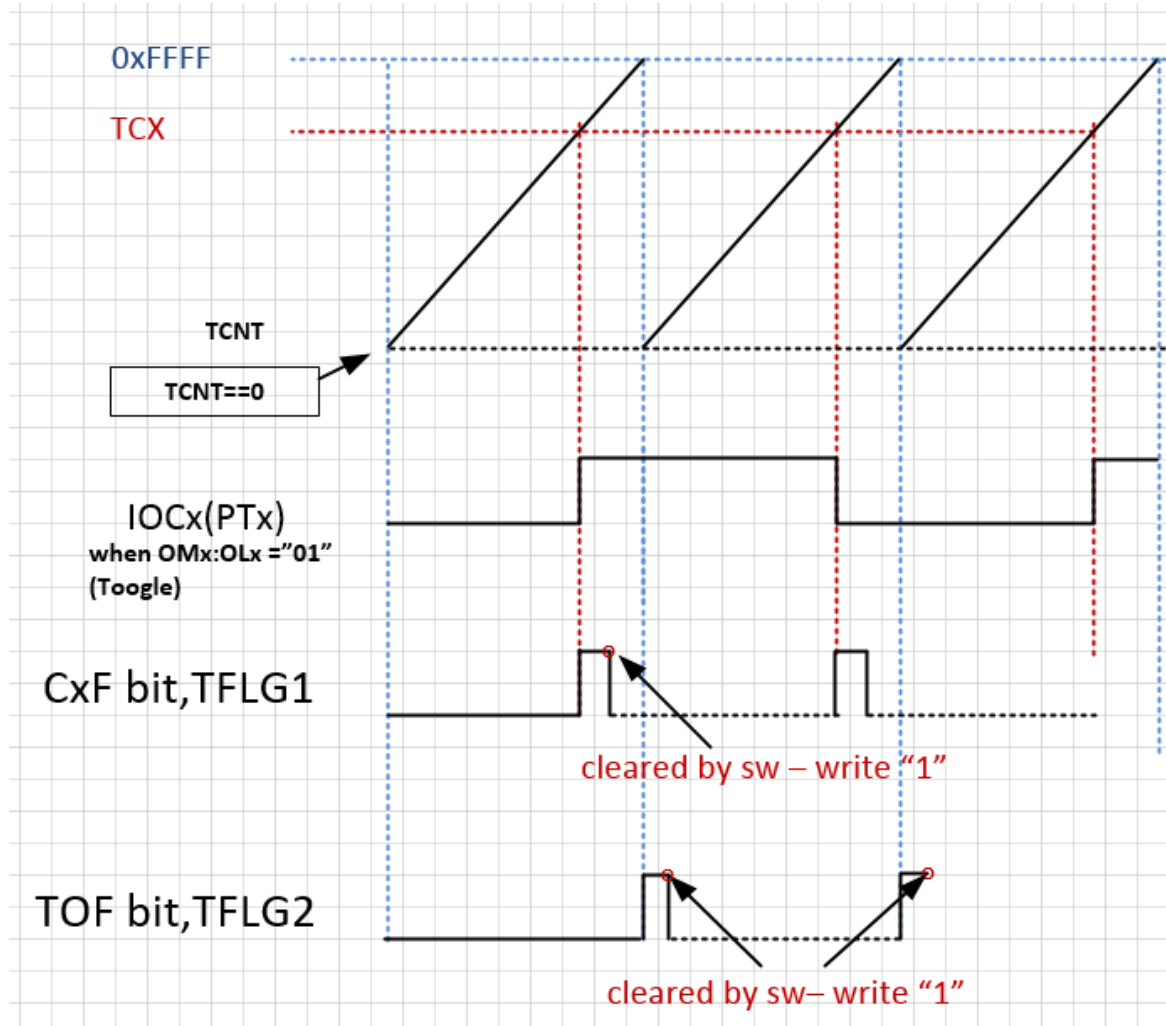 0xFFFF
TCX
TCNT
TCNT==0
IOCx(PTx)
when OMx:OLx =”01”
(Toogle)
CxF bit,TFLG1
cleared by sw – write “1”
TOF bit,TFLG2
cleared by sw– write “1”